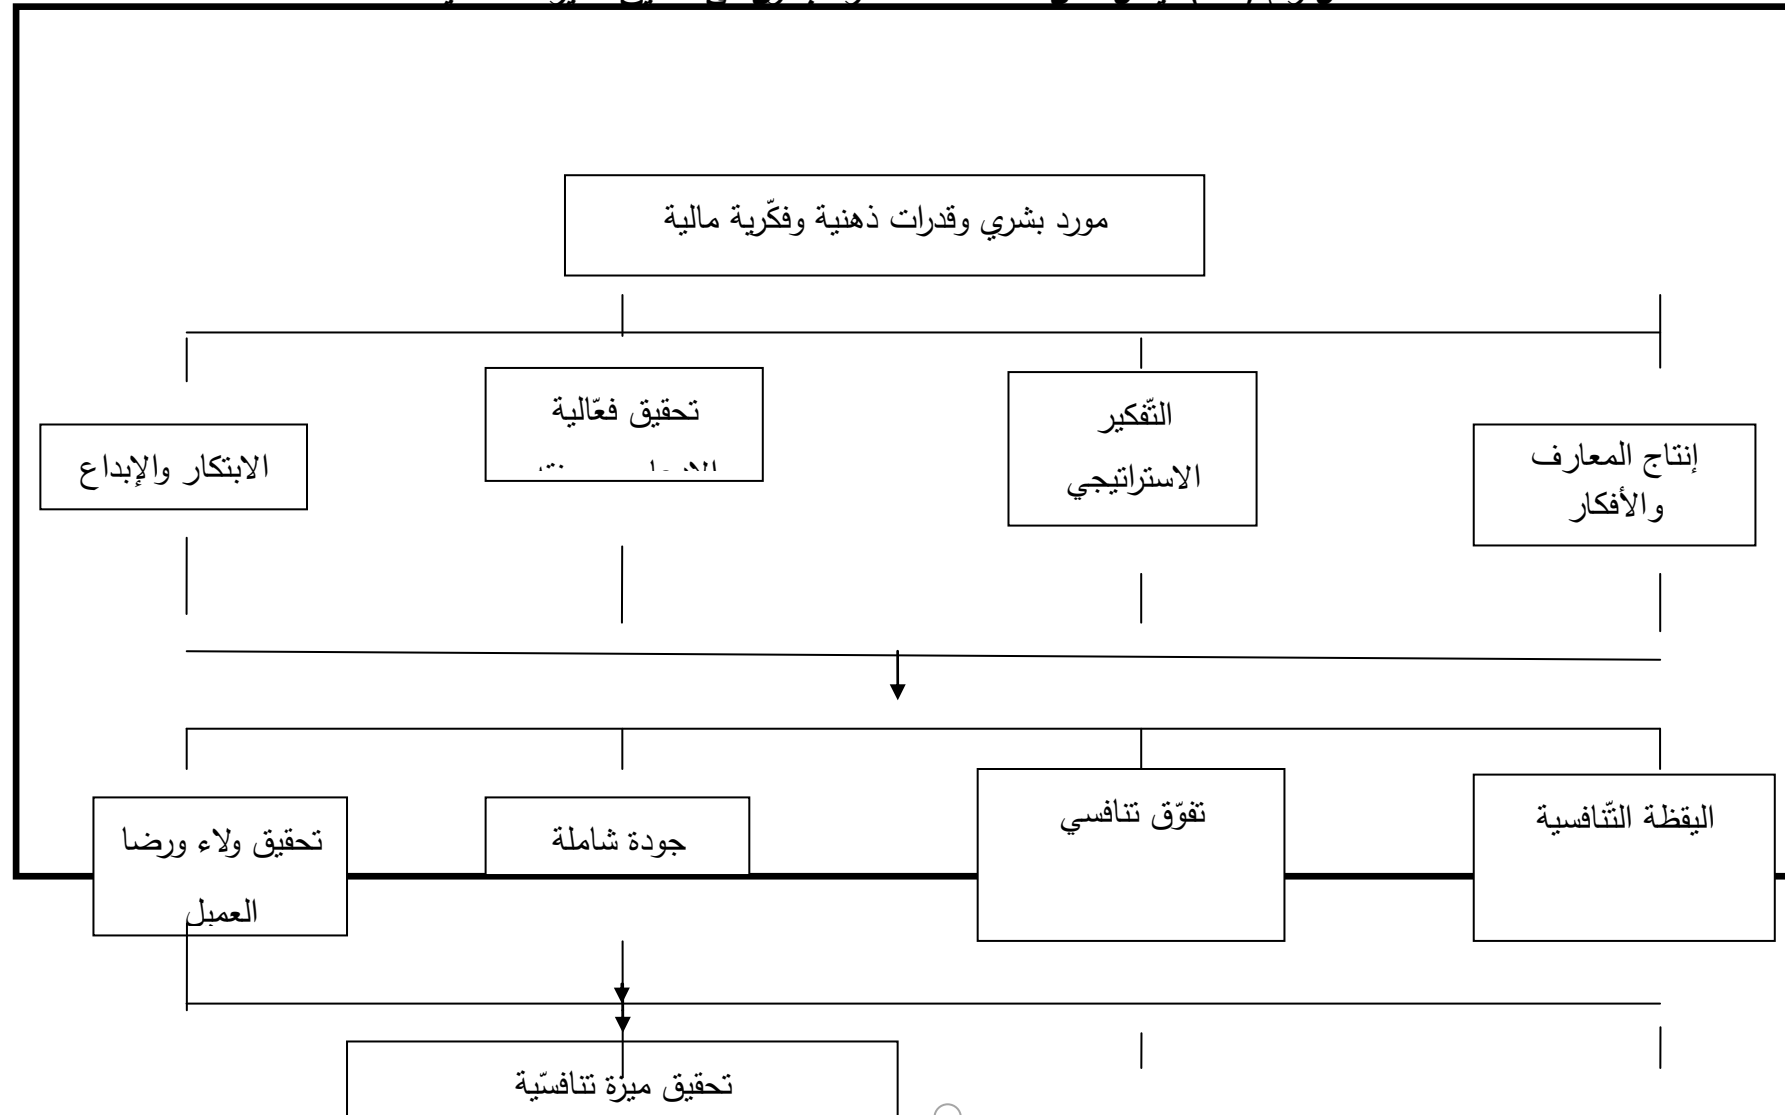 مورد بشري وقدرات ذهنية وفكّرية مالية
إنتاج المعارف
والأفكار
التّفكير
الاستراتيجي
تحقيق فعّالية
الابتكار والإبداع
اليقظة التّنافسية
تفوّق تنافسي
جودة شاملة
تحقيق ولاء ورضا
العميل
تحقيق ميزة تنافسّية